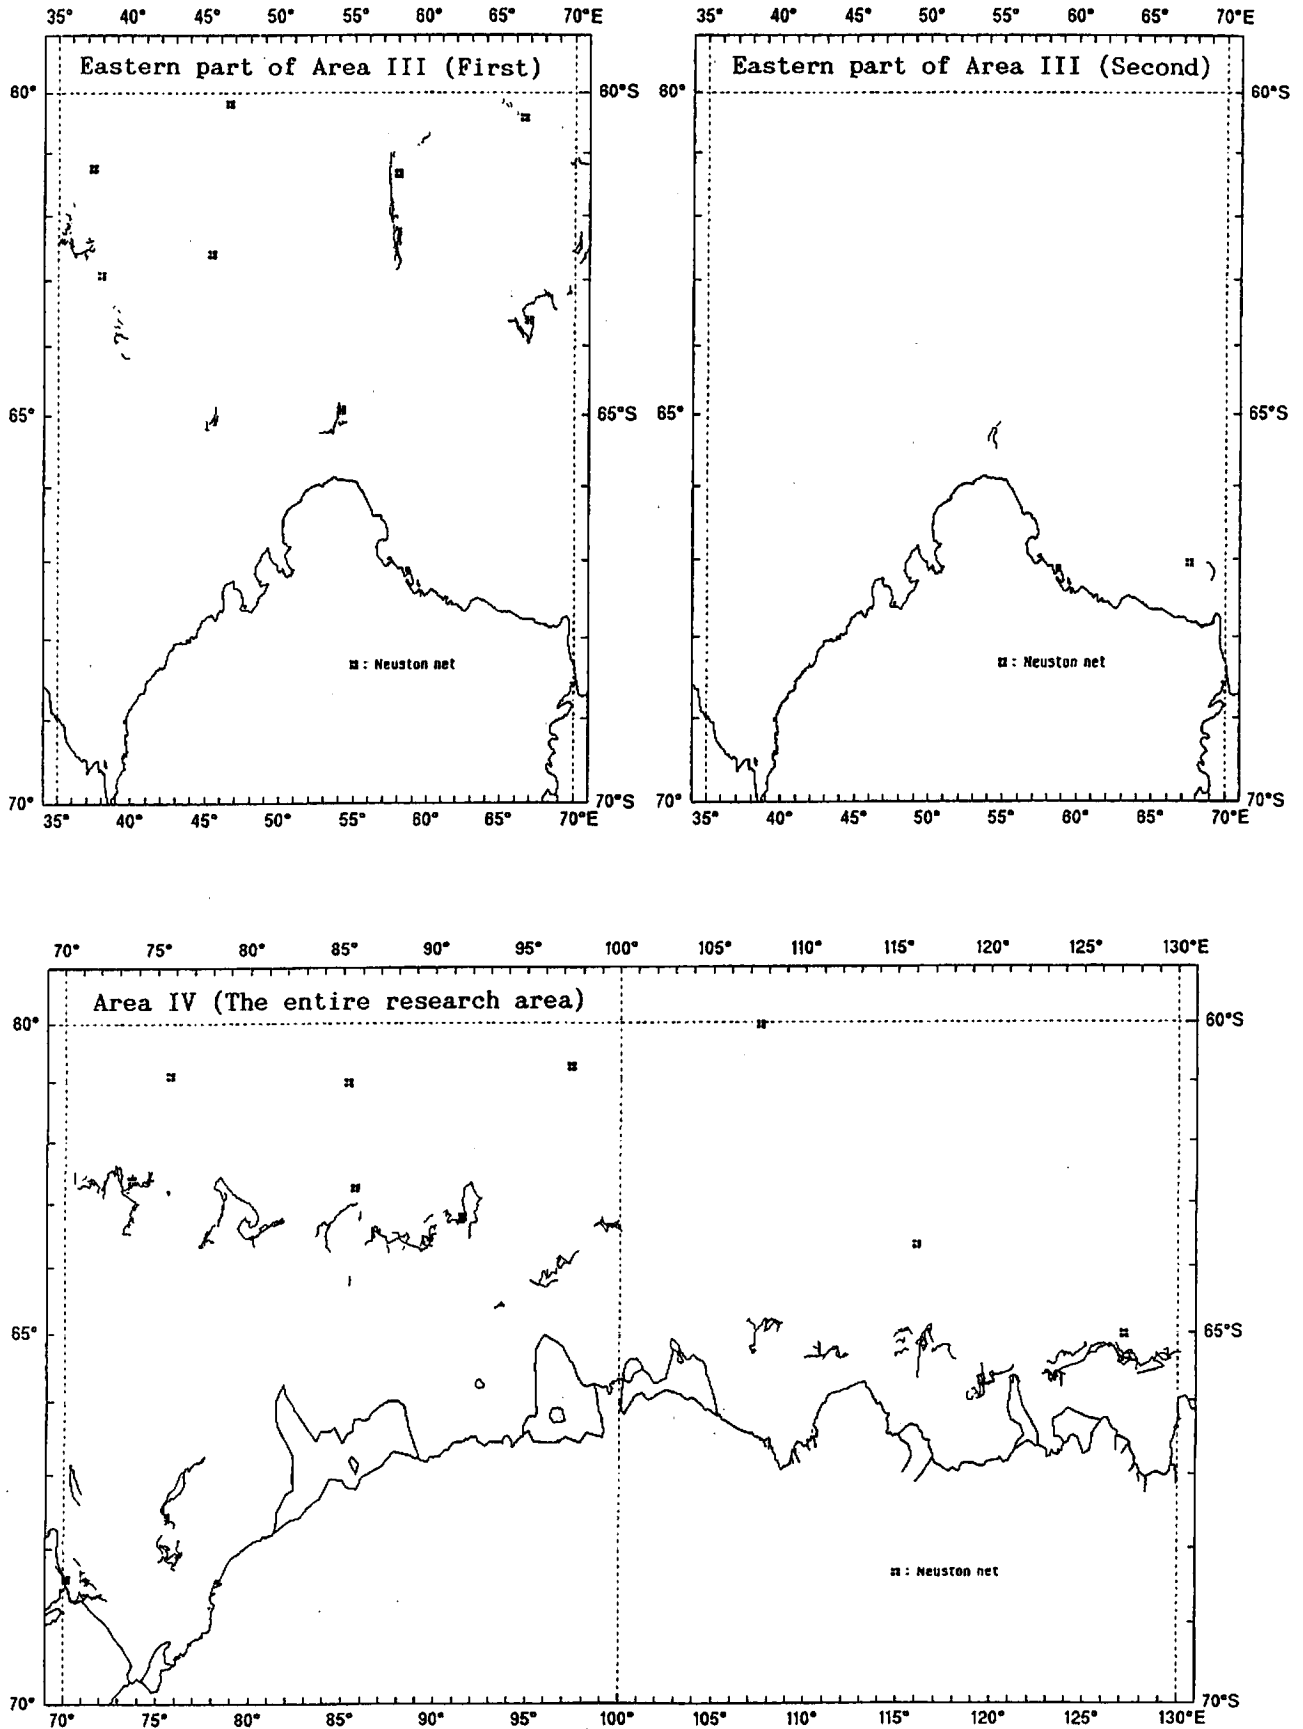 35° 40° 45° 50° 55° 60° 65° 70°E
Eastern part of Area III (First)
80° 60°S
65° 65°S
¤: Neuston net
70° 70°S
35° 40° 45° 50° 55° 60° 65° 70°E
35° 40° 45° 50° 55° 60° 65° 70°E
Eastern part of Area III (Second)
80° 60°S
65° 65°S
¤: Neuston net
70° 70°S
35° 40° 45° 50° 55° 60° 65° 70°E
70° 75° 80° 85° 90° 95° 100° 105° 110° 115° 120° 125° 130°E
Area IV (The entire research area)
80° 60°S
65° 65°S
¤: Neuston net
70° 70°S
70° 75° 80° 85° 90° 95° 100° 105° 110° 115° 120° 125° 130°E